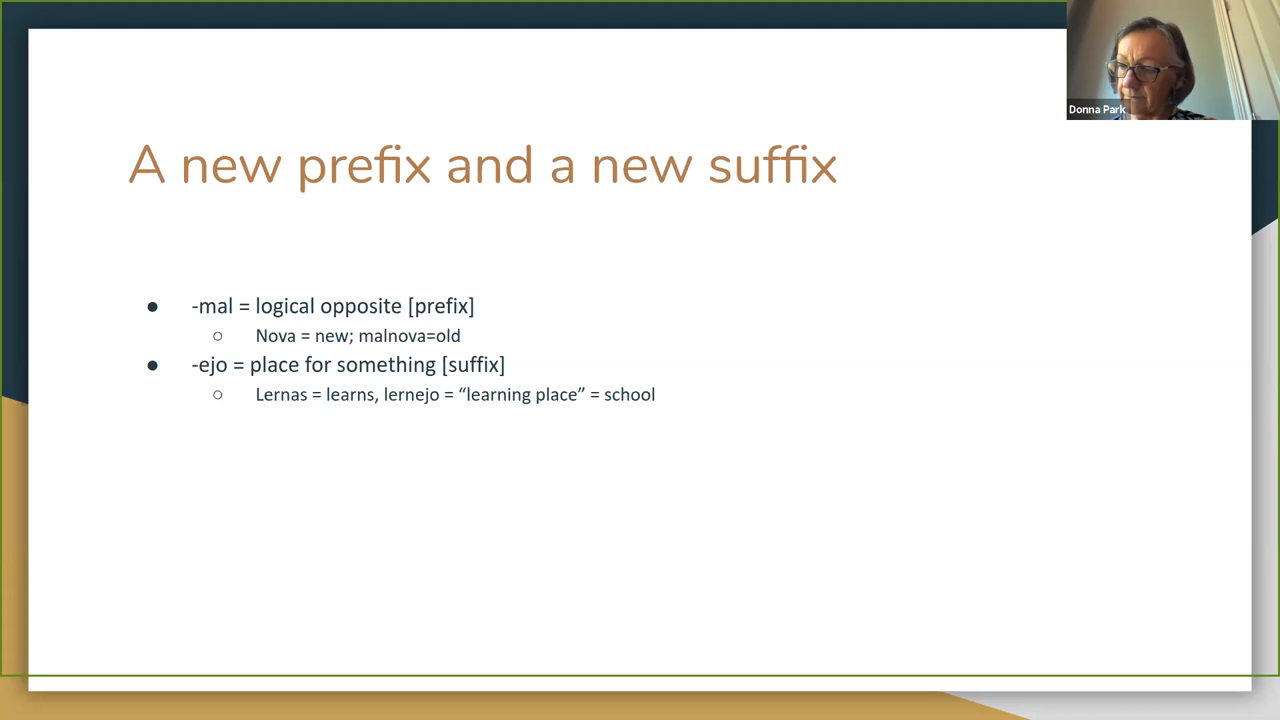 Donna Park
A new prefix and a new suffix
● -mal = logical opposite [prefix]
○ Nova = new; malnova=old
● -ejo = place for something [suffix]
○ Lernas = learns, lernejo = “learning place” = school